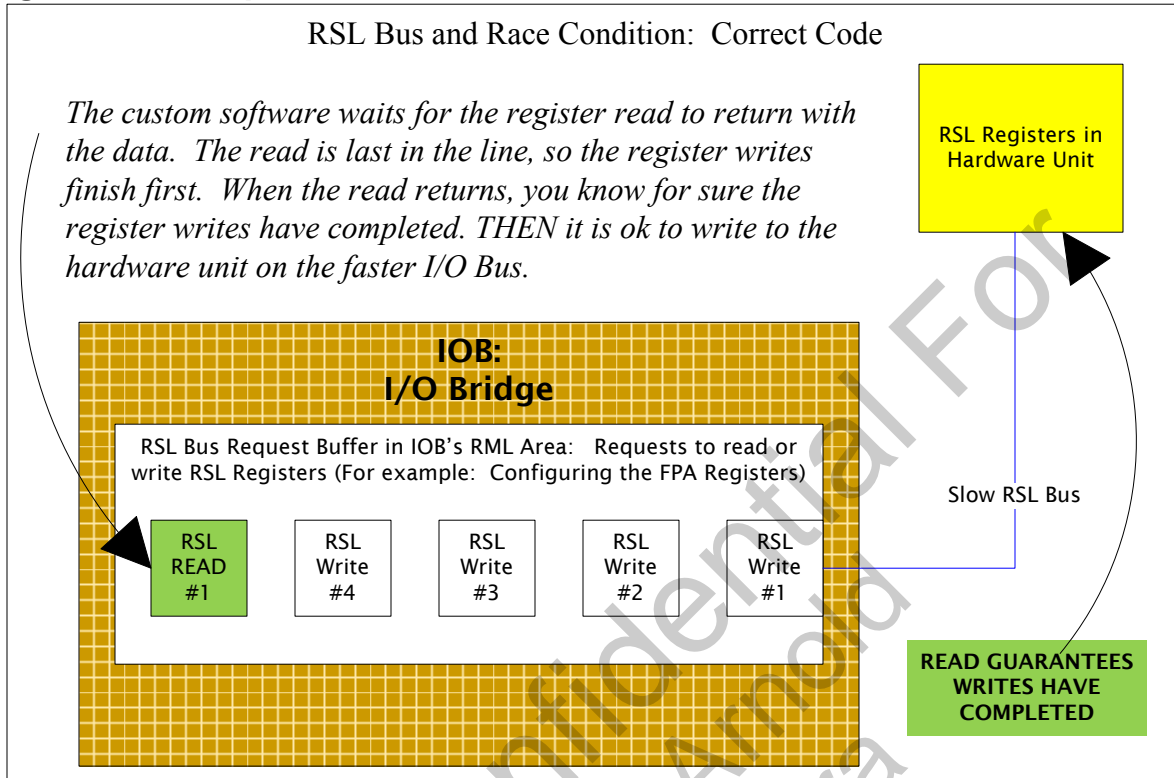 RSL Bus and Race Condition: Correct Code
The custom software waits for the register read to return with
the data. The read is last in the line, so the register writes
finish first. When the read returns, you know for sure the
register writes have completed. THEN it is ok to write to the
hardware unit on the faster I/O Bus.
RSL Registers in
Hardware Unit
IOB:
I/O Bridge
RSL Bus Request Buffer in IOB's RML Area: Requests to read or
write RSL Registers (For example: Configuring the FPA Registers)
RSL
READ
#1
RSL
Write
#4
RSL
Write
#3
RSL
Write
#2
RSL
Write
#1
Slow RSL Bus
READ GUARANTEES
WRITES HAVE
COMPLETED
nfidential For
Arnold